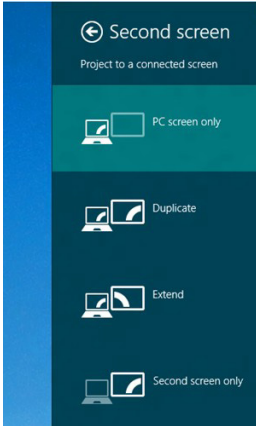 Second screen
Project to a connected screen
PC screen only
Duplicate
Extend
Second screen only